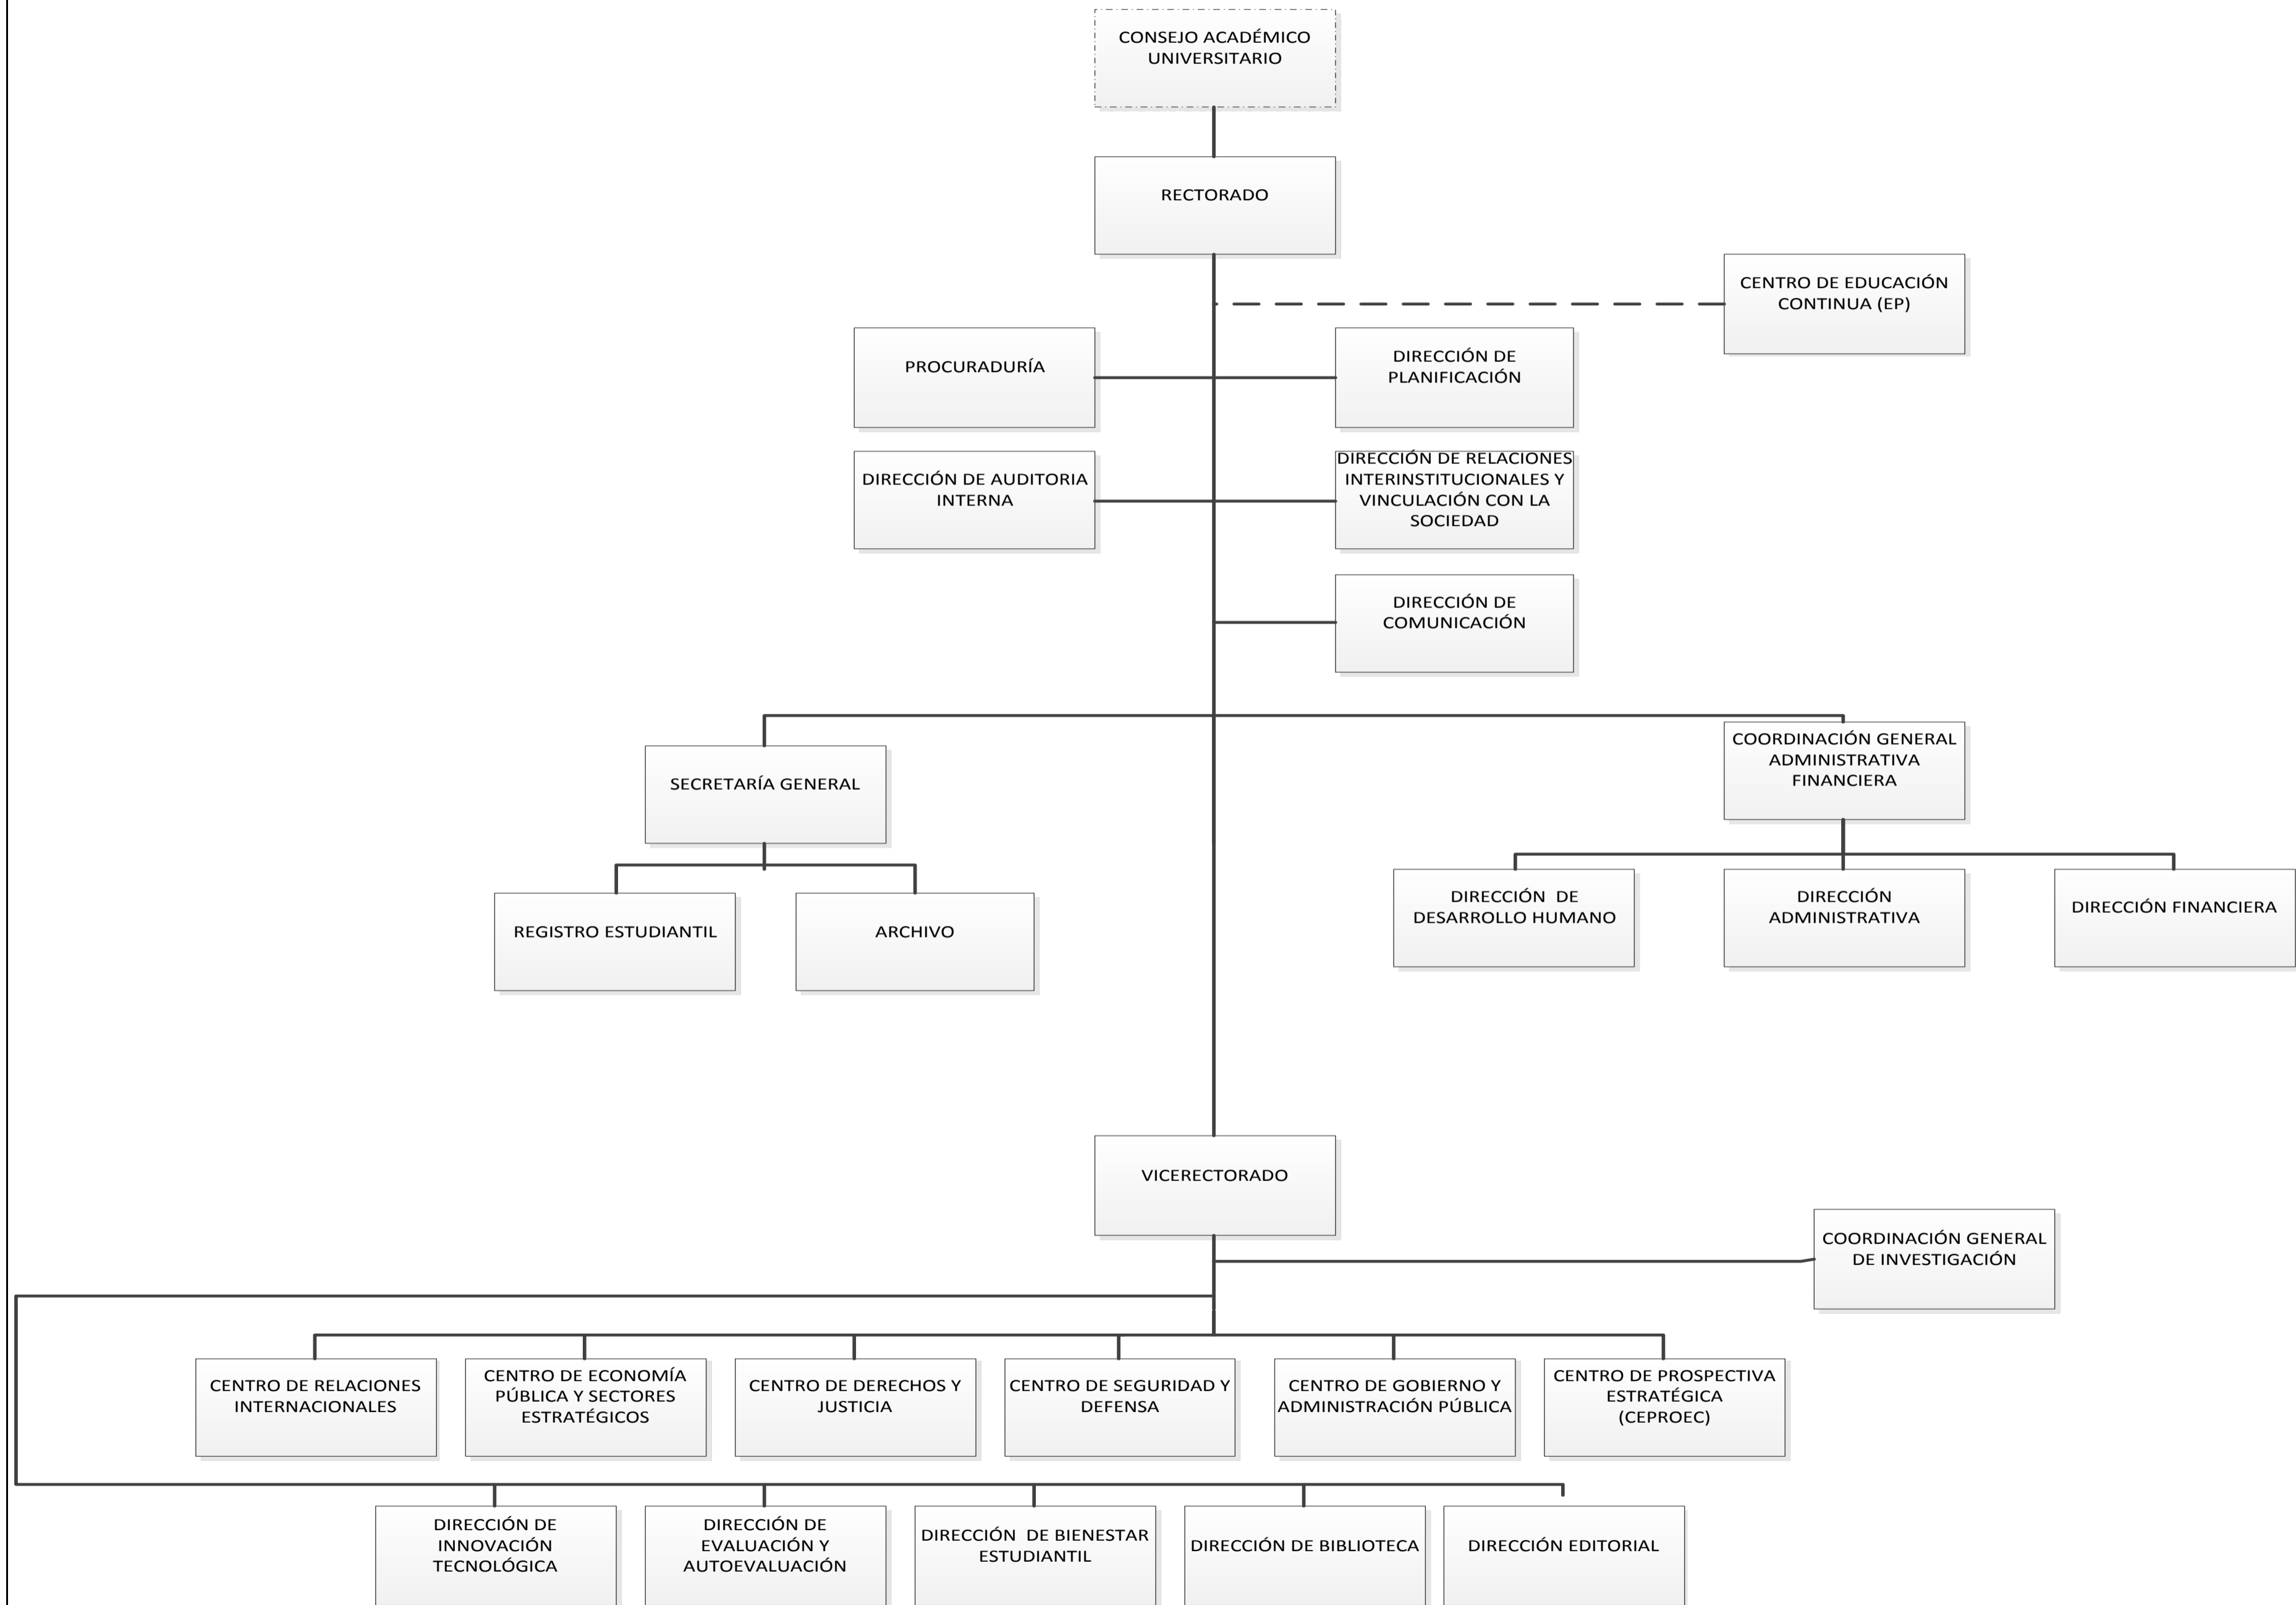 CONSEJO ACADÉMICO
UNIVERSITARIO
RECTORADO
CENTRO DE EDUCACIÓN
CONTINUA (EP)
PROCURADURÍA
DIRECCIÓN DE
PLANIFICACIÓN
DIRECCIÓN DE AUDITORIA
INTERNA
DIRECCIÓN DE RELACIONES
INTERINSTITUCIONALES Y
VINCULACIÓN CON LA
SOCIEDAD
DIRECCIÓN DE
COMUNICACIÓN
SECRETARÍA GENERAL
COORDINACIÓN GENERAL
ADMINISTRATIVA
FINANCIERA
REGISTRO ESTUDIANTIL
ARCHIVO
DIRECCIÓN  DE
DESARROLLO HUMANO
DIRECCIÓN
ADMINISTRATIVA
DIRECCIÓN FINANCIERA
VICERECTORADO
COORDINACIÓN GENERAL
DE INVESTIGACIÓN
CENTRO DE RELACIONES
INTERNACIONALES
CENTRO DE ECONOMÍA
PÚBLICA Y SECTORES
ESTRATÉGICOS
CENTRO DE DERECHOS Y
JUSTICIA
CENTRO DE SEGURIDAD Y
DEFENSA
CENTRO DE GOBIERNO Y
ADMINISTRACIÓN PÚBLICA
CENTRO DE PROSPECTIVA
ESTRATÉGICA
(CEPROEC)
DIRECCIÓN DE
INNOVACIÓN
TECNOLÓGICA
DIRECCIÓN DE
EVALUACIÓN Y
AUTOEVALUACIÓN
DIRECCIÓN  DE BIENESTAR
ESTUDIANTIL
DIRECCIÓN DE BIBLIOTECA
DIRECCIÓN EDITORIAL